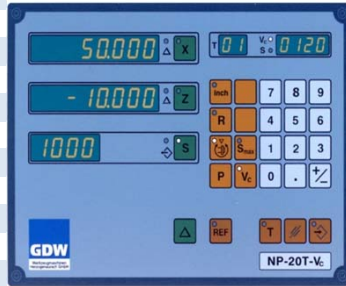 50.000 Δ X
T 01 Vc S 0120
- 10.000 Δ Z
inch 7 8 9
R 4 5 6
1000 S
Smax 1 2 3
P Vc 0 . +/-
GDW
Δ REF T
NP-20T-Vc